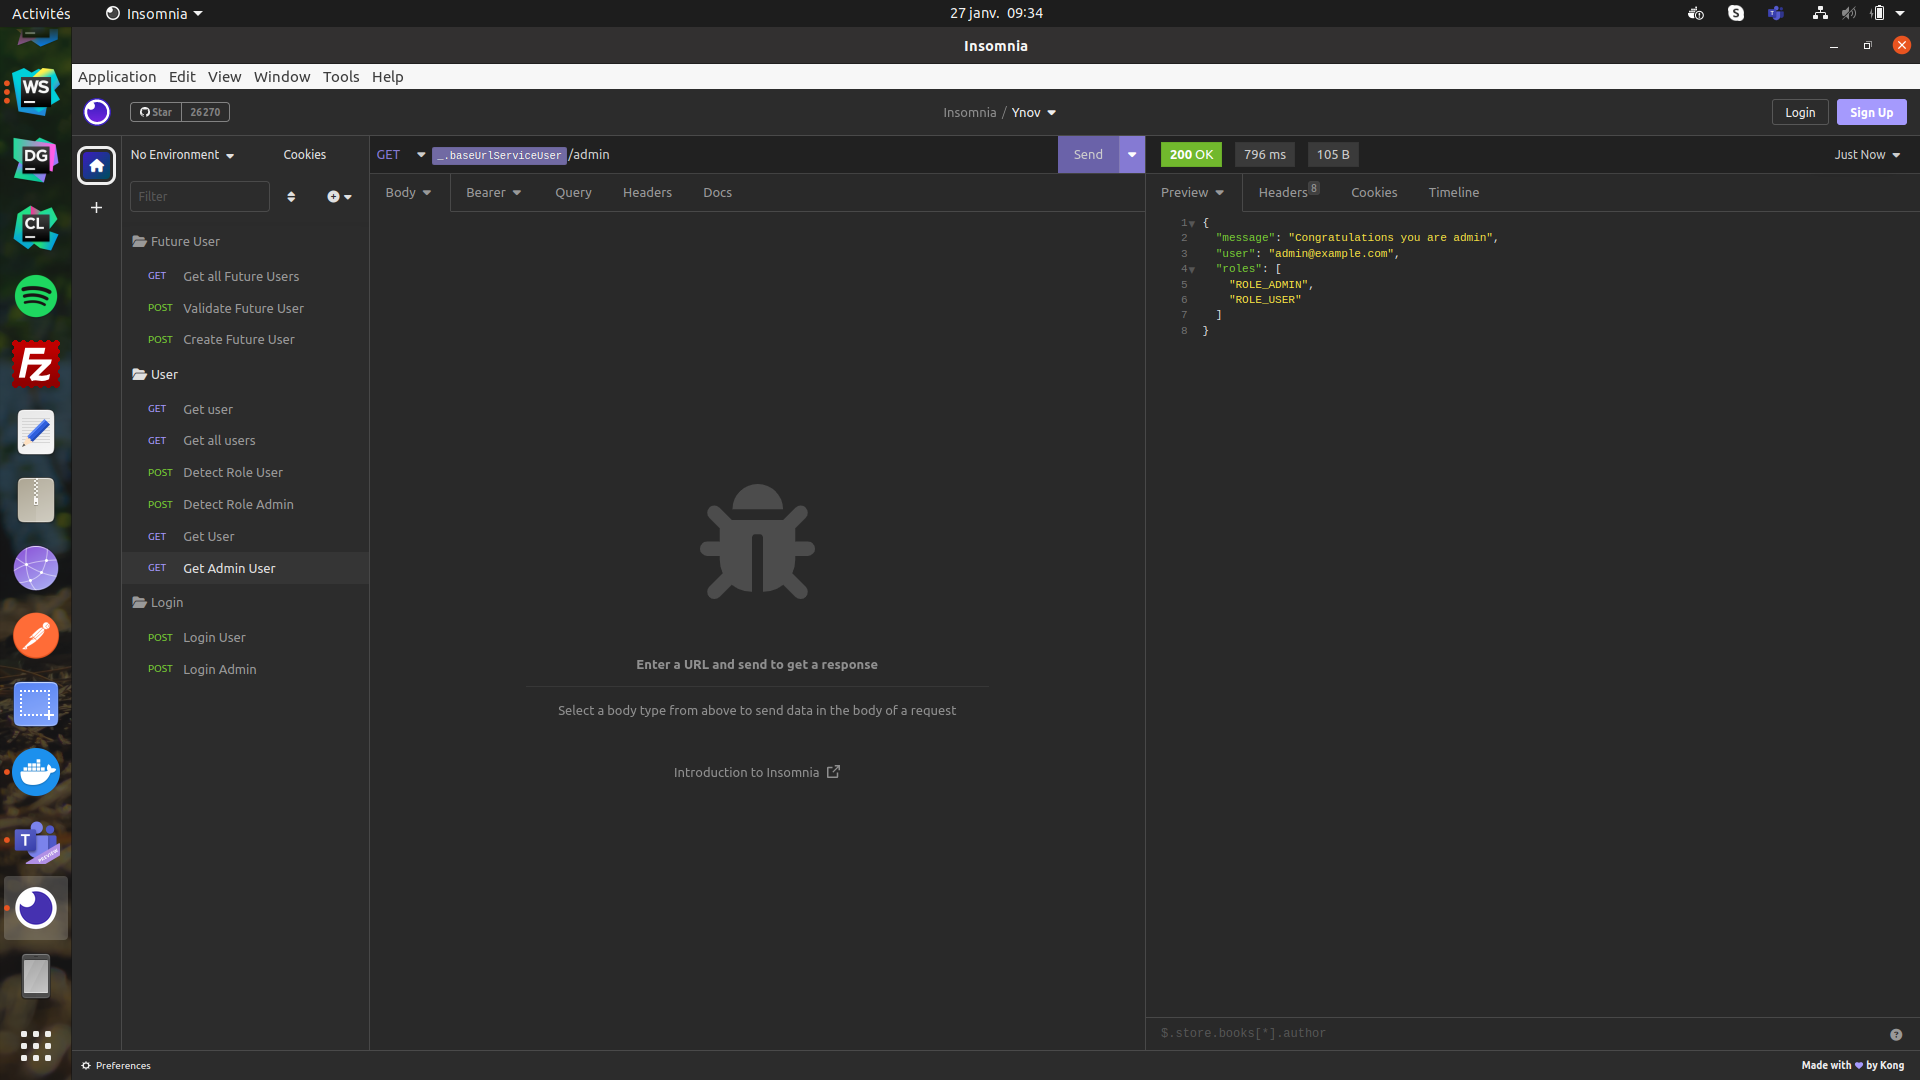 Activités
Insomnia
27 janv. 09:34
Insomnia
Application Edit View Window Tools Help
Star 26270
Insomnia / Ynov
Login
Sign Up
No Environment
Cookies
GET _.baseUrlServiceUser/admin
Send
200 OK
796 ms
105 B
Just Now
Filter
Body
Bearer
Query
Headers
Docs
Preview
Headers 8
Cookies
Timeline
Future User
GET Get all Future Users
POST Validate Future User
POST Create Future User
User
GET Get user
GET Get all users
POST Detect Role User
POST Detect Role Admin
GET Get User
GET Get Admin User
Login
POST Login User
POST Login Admin
Enter a URL and send to get a response
Select a body type from above to send data in the body of a request
Introduction to Insomnia
1 {
2 "message": "Congratulations you are admin",
3 "user": "admin@example.com",
4 "roles": [
5 "ROLE_ADMIN",
6 "ROLE_USER"
7 ]
8 }
$.store.books[*].author
Preferences
Made with by Kong
WS
DG
CL
Fz
T
PREVIEW
S